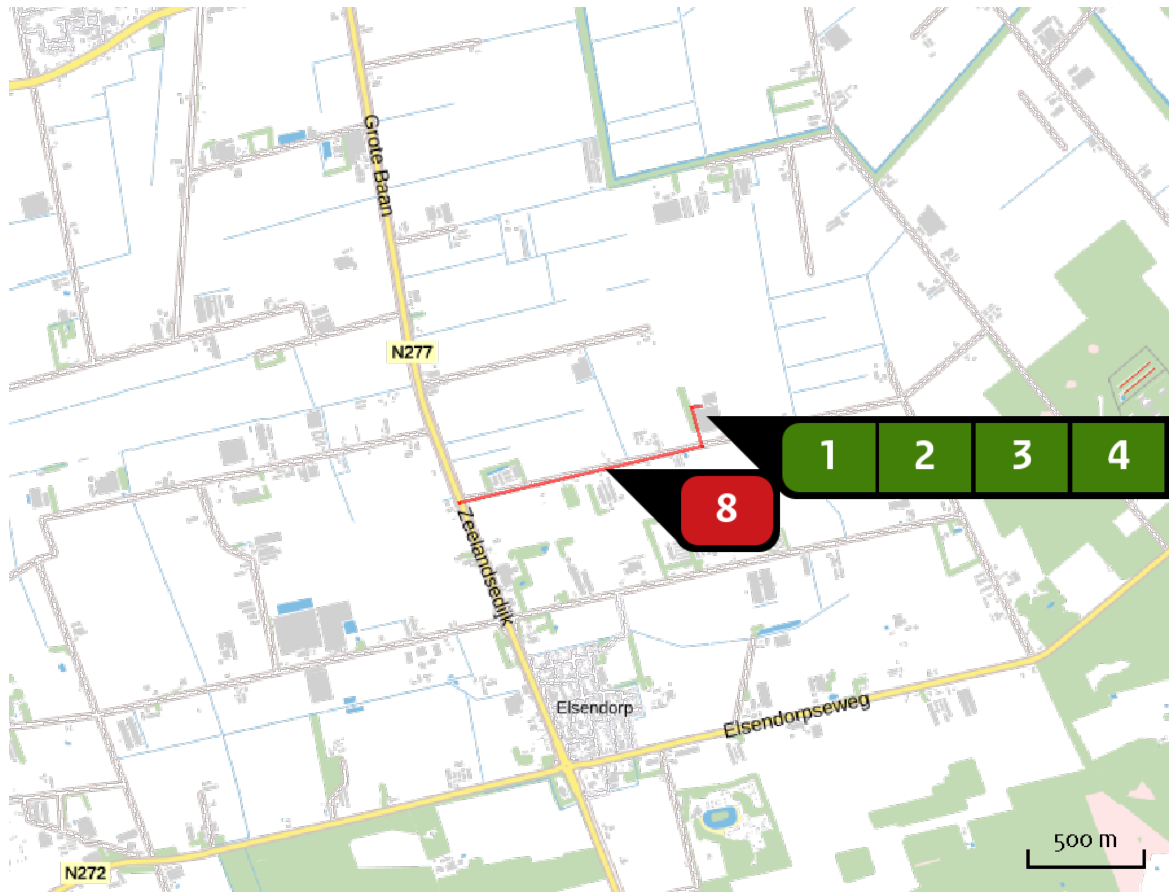 Grote Baan
N277
1 2 3 4
8
Zeelandsedijk
Elsendorp
Elsendorpseweg
500 m
N272